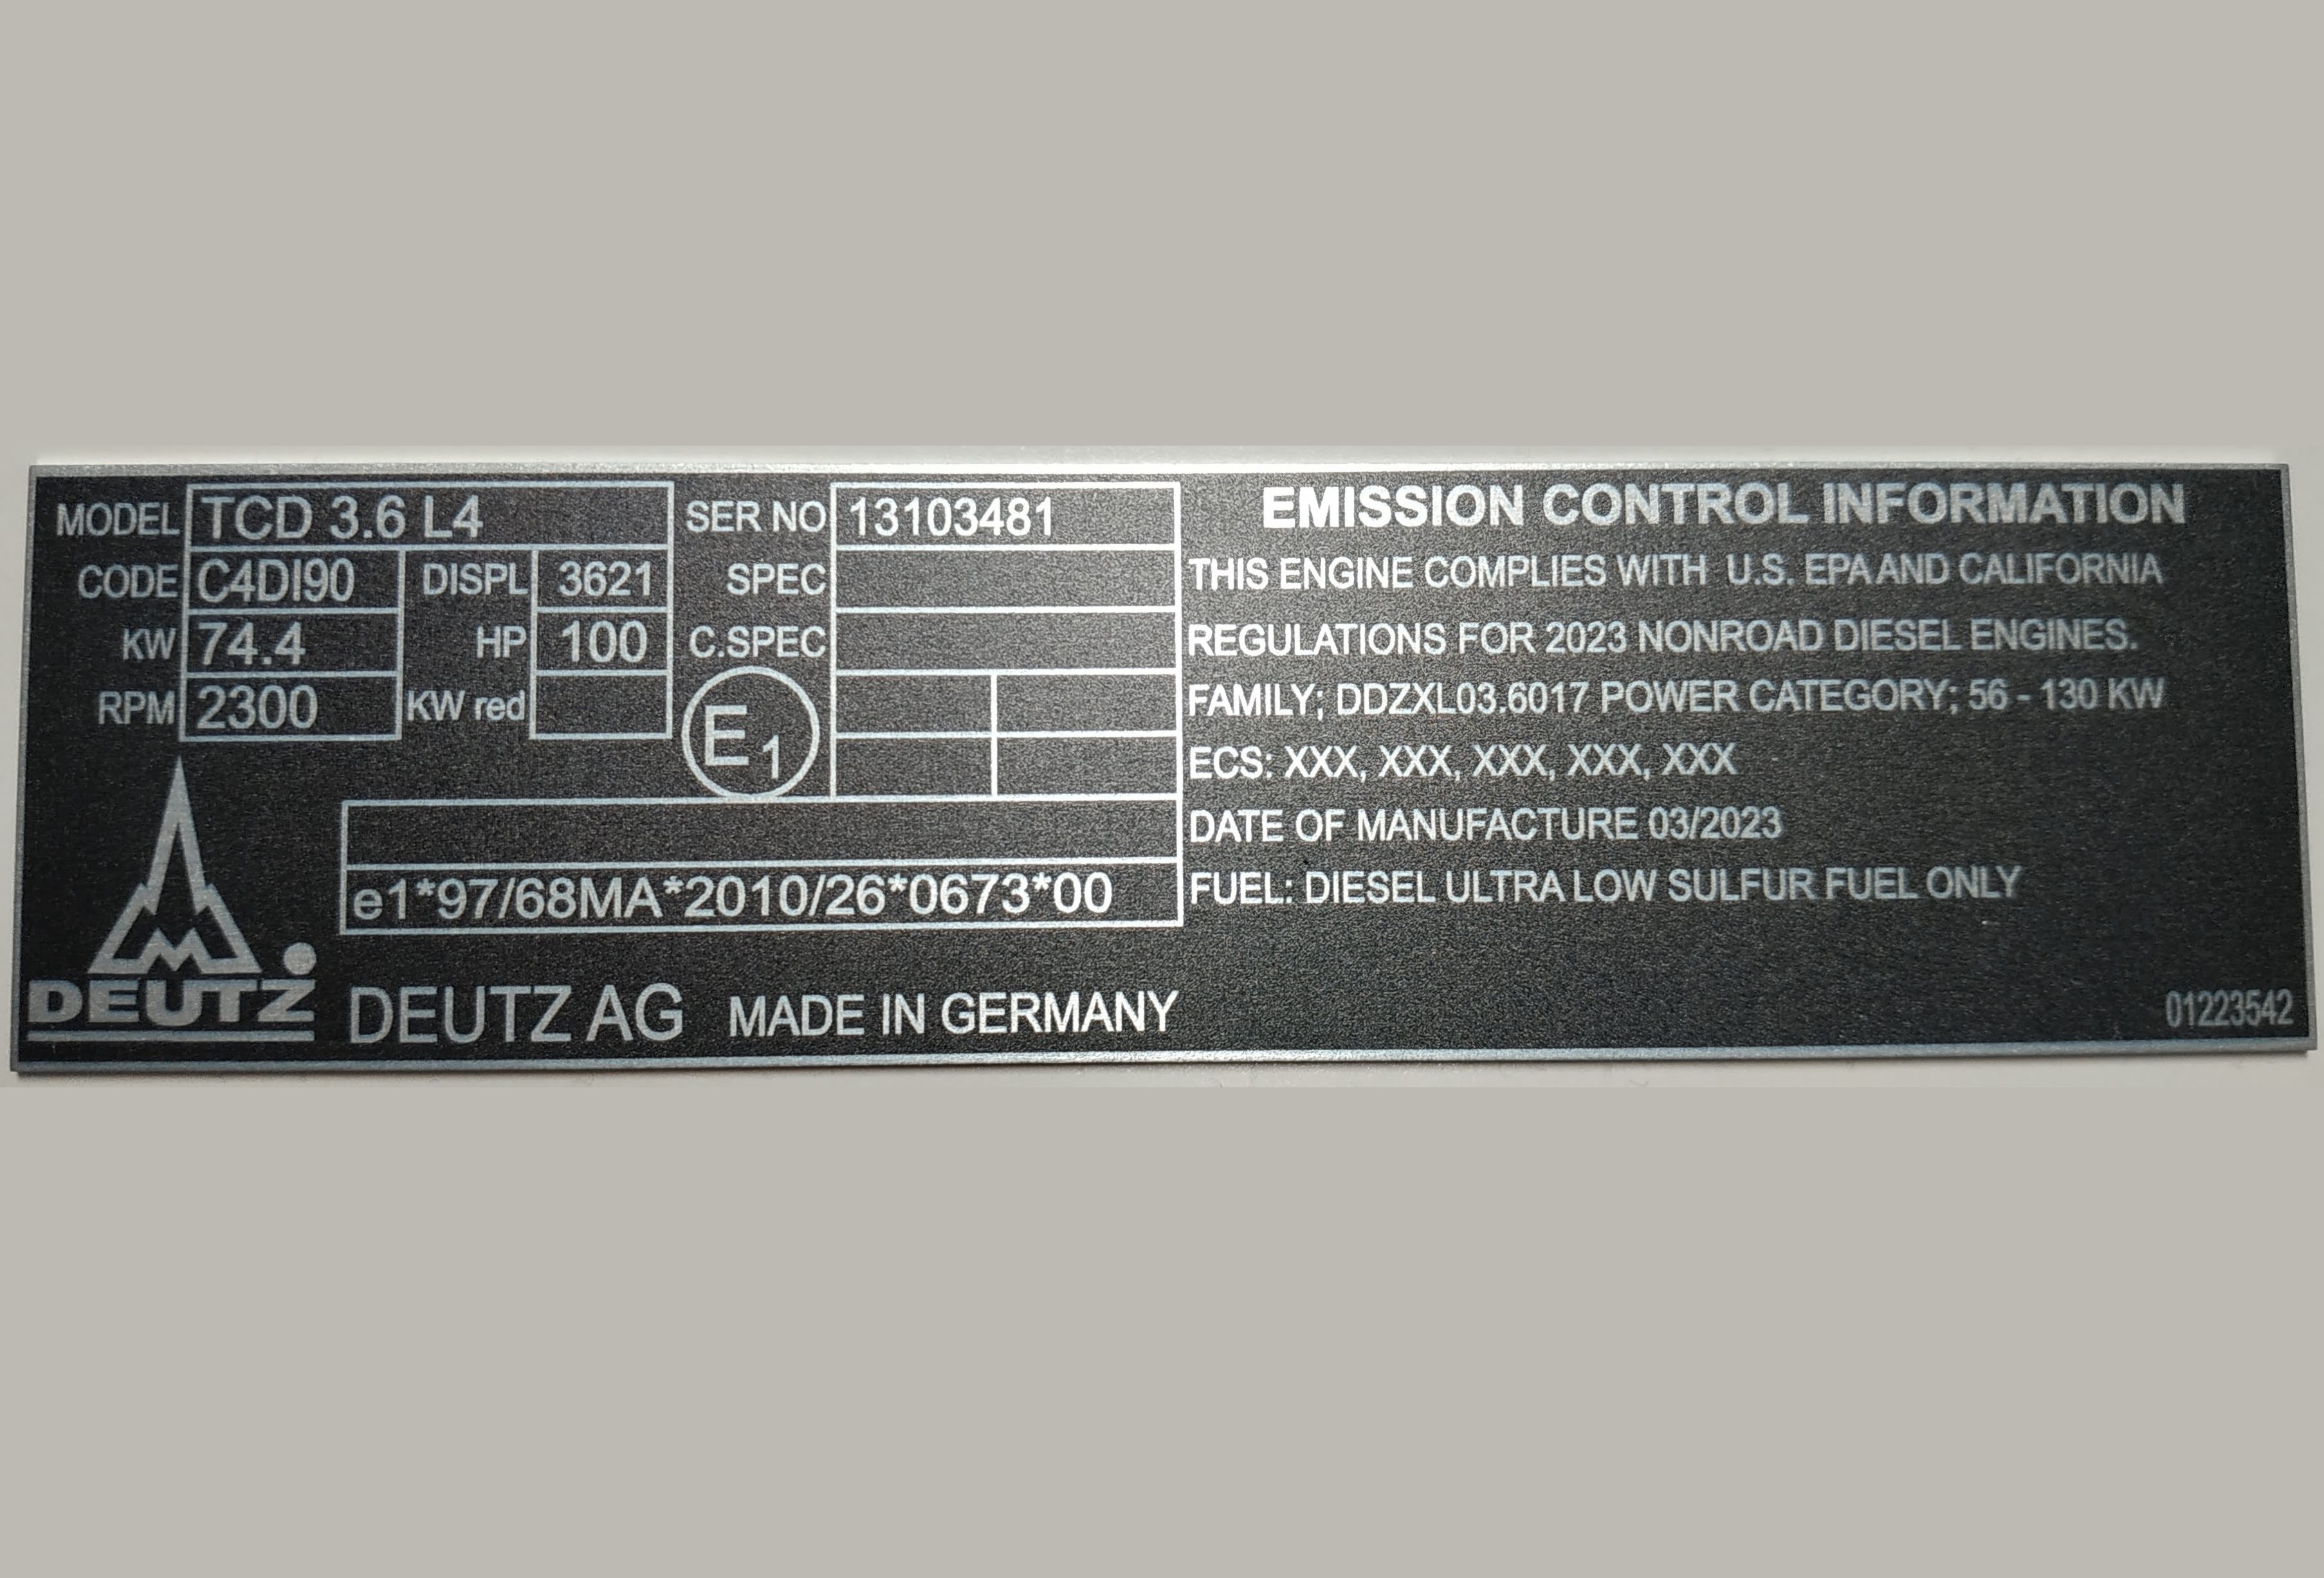 MODEL TCD 3.6 L4 SER NO 13103481
CODE C4DI90 DISPL 3621 SPEC
KW 74.4 HP 100 C.SPEC
RPM 2300 KW red E1
e1*97/68MA*2010/26*0673*00
DEUTZ
DEUTZ AG MADE IN GERMANY
EMISSION CONTROL INFORMATION
THIS ENGINE COMPLIES WITH U.S. EPA AND CALIFORNIA
REGULATIONS FOR 2023 NONROAD DIESEL ENGINES.
FAMILY; DDZXL03.6017 POWER CATEGORY; 56 - 130 KW
ECS: XXX, XXX, XXX, XXX, XXX
DATE OF MANUFACTURE 03/2023
FUEL: DIESEL ULTRA LOW SULFUR FUEL ONLY
01223542